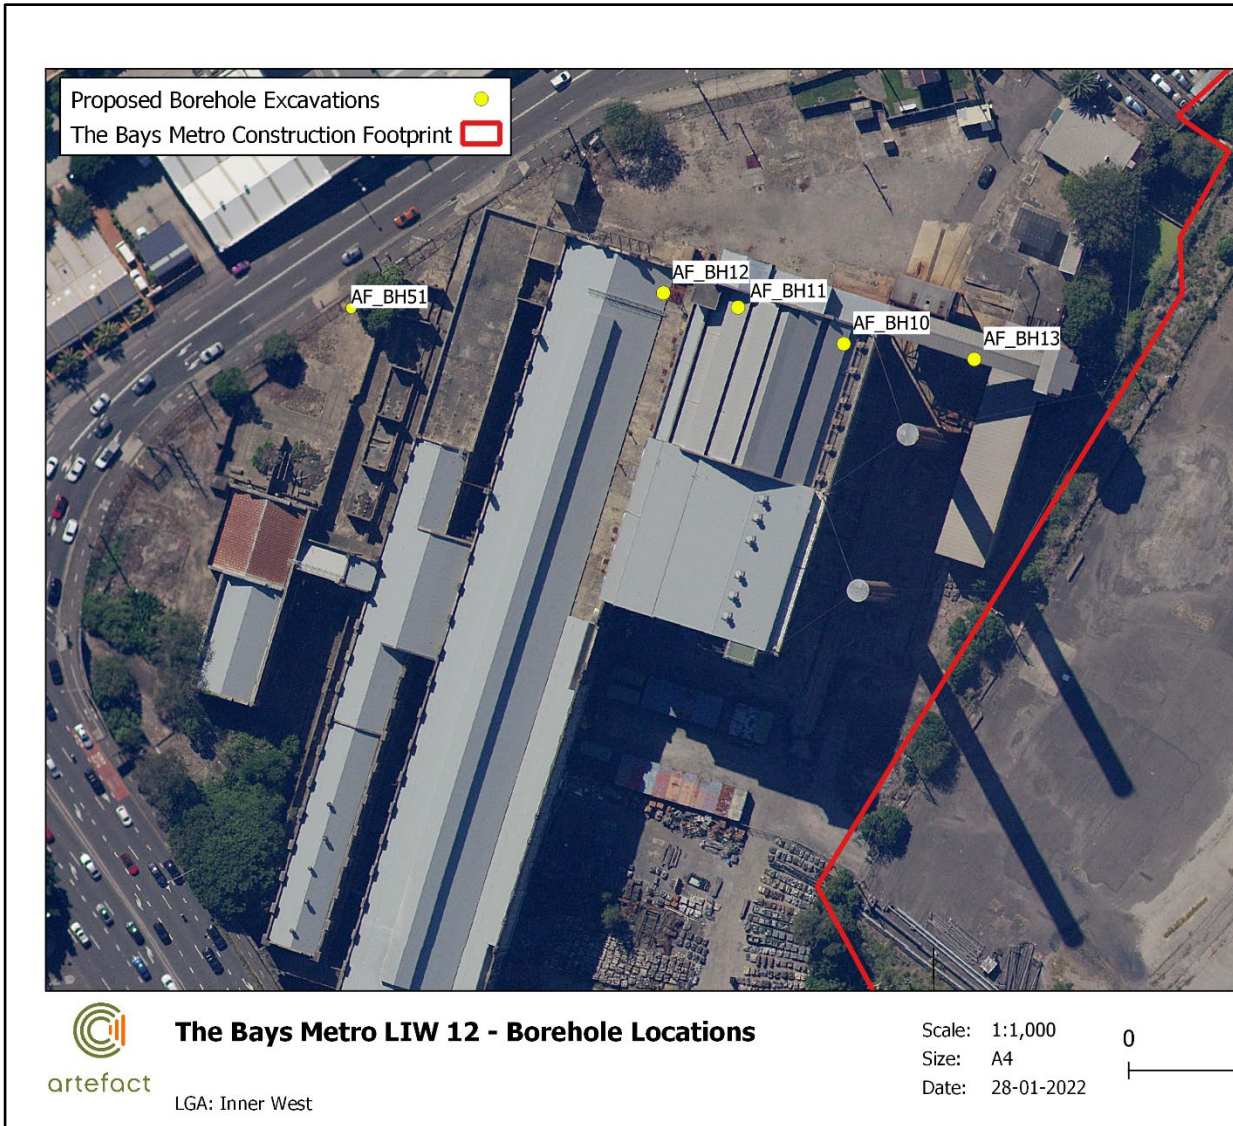 Proposed Borehole Excavations
The Bays Metro Construction Footprint
AF_BH12
AF_BH51
AF_BH11
AF_BH10
AF_BH13
artefact
The Bays Metro LIW 12 - Borehole Locations
LGA: Inner West
Scale: 1:1,000
Size: A4
Date: 28-01-2022
0